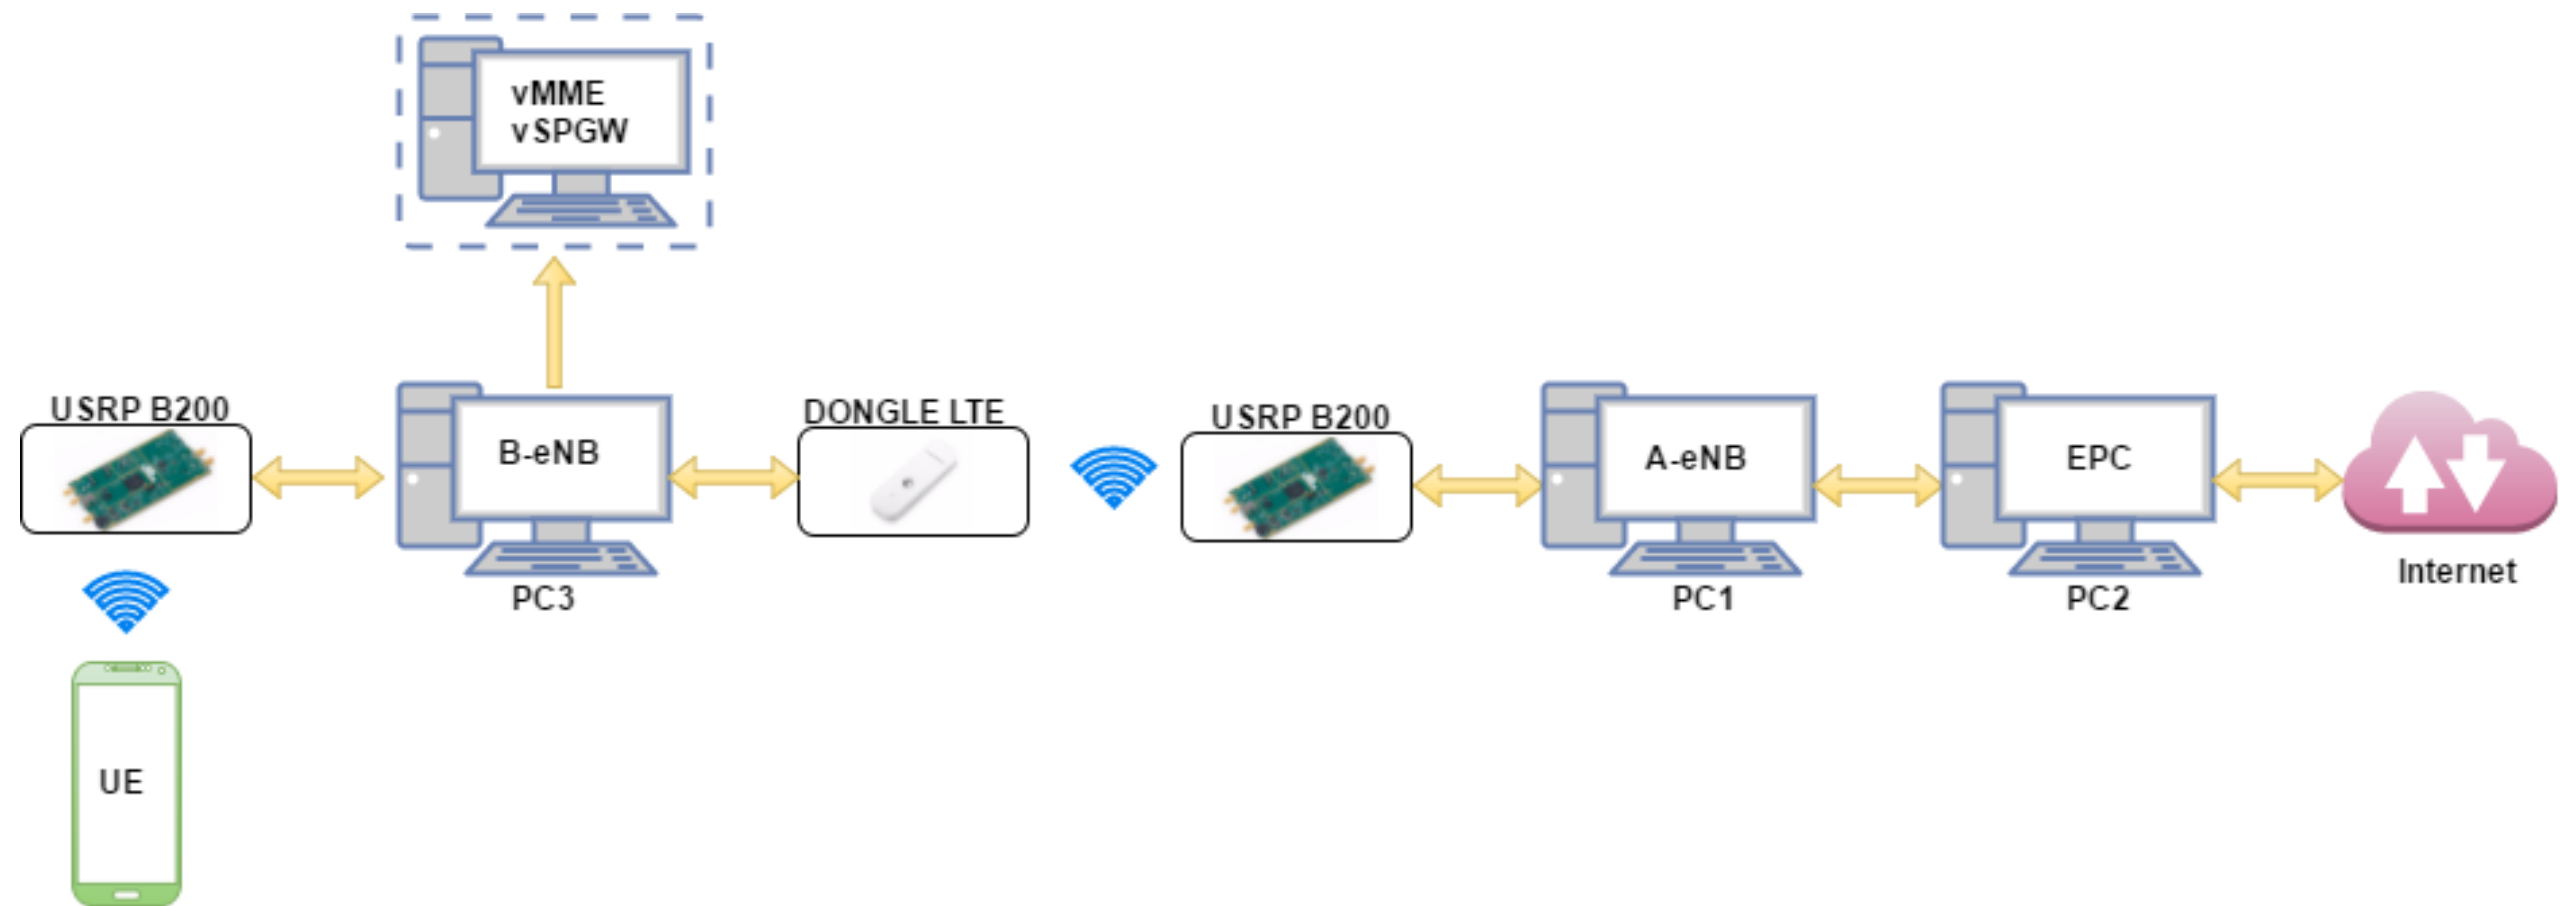 vMME
vSPGW
USRP B200
B-eNB
PC3
DONGLE LTE
USRP B200
A-eNB
PC1
EPC
PC2
Internet
UE